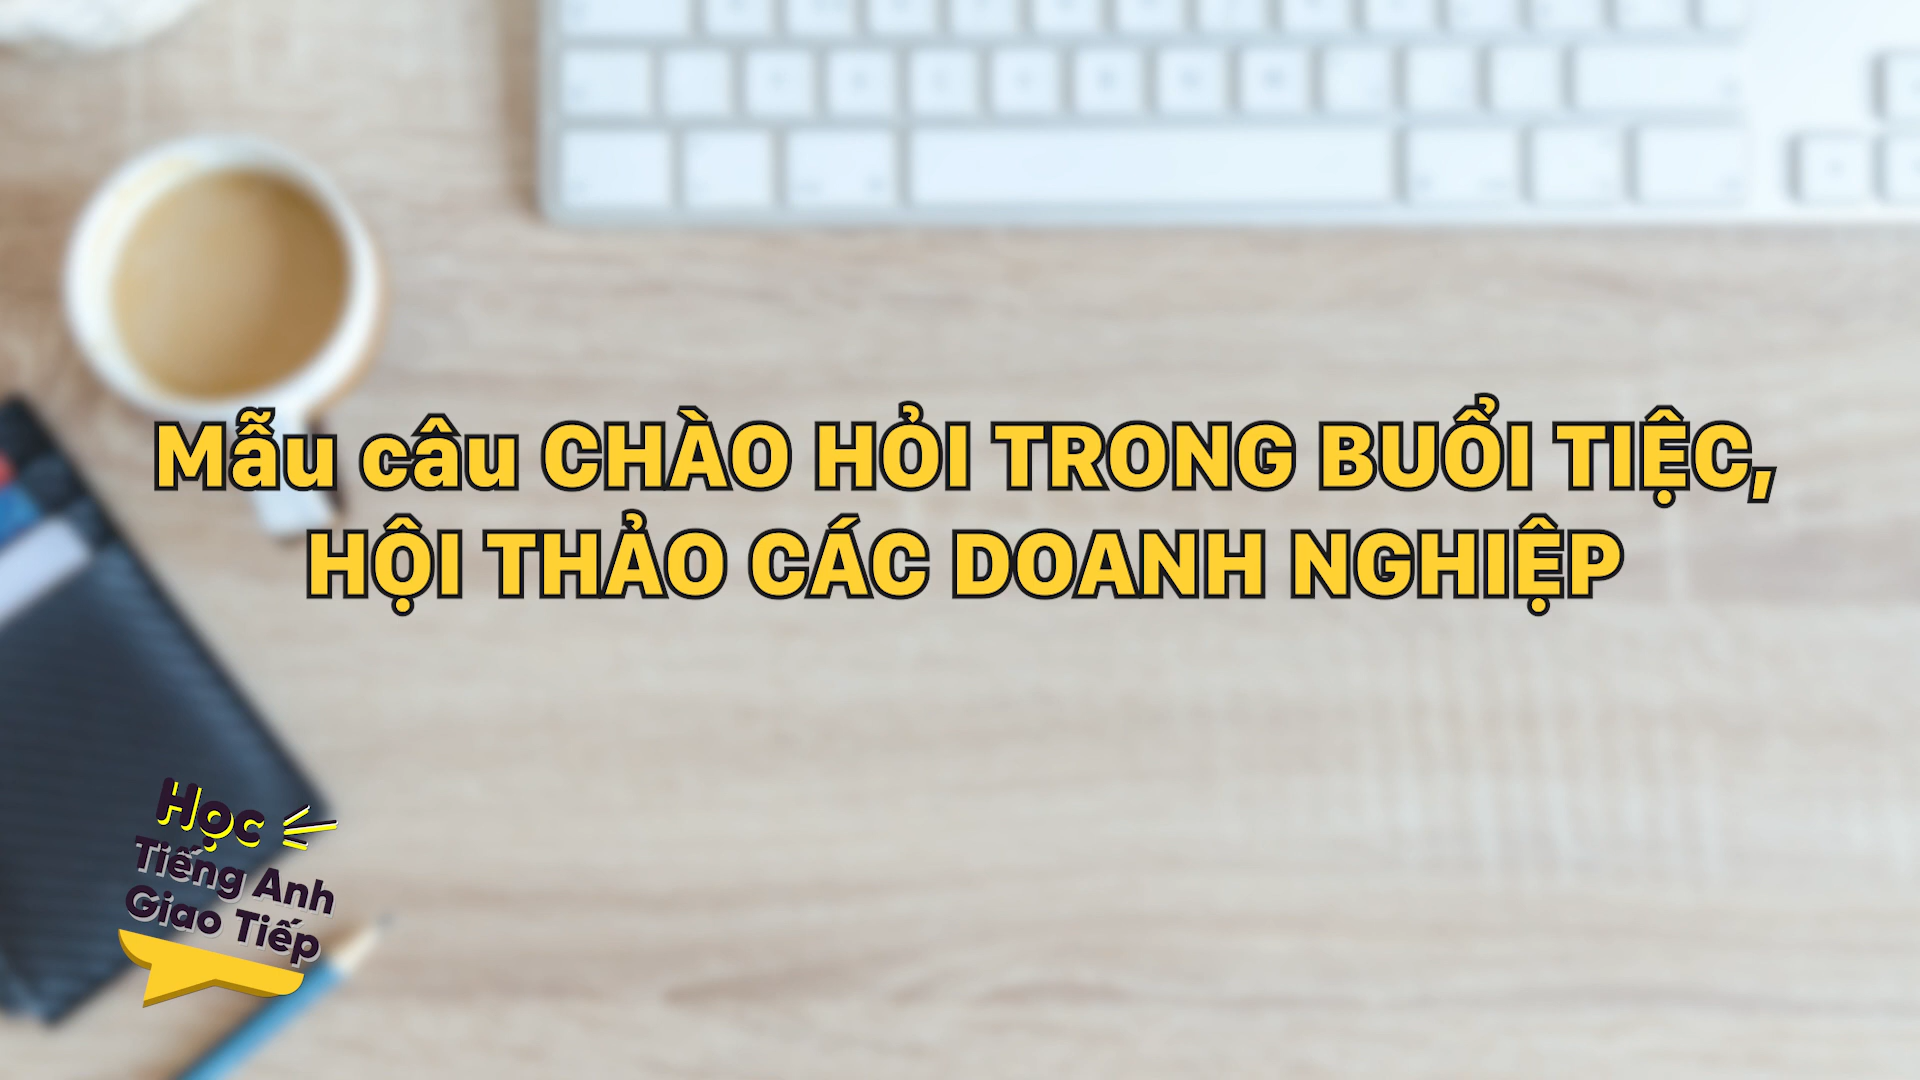 Mẫu câu CHÀO HỎI TRONG BUỔI TIỆC,
HỘI THẢO CÁC DOANH NGHIỆP
Học
Tiếng Anh
Giao Tiếp